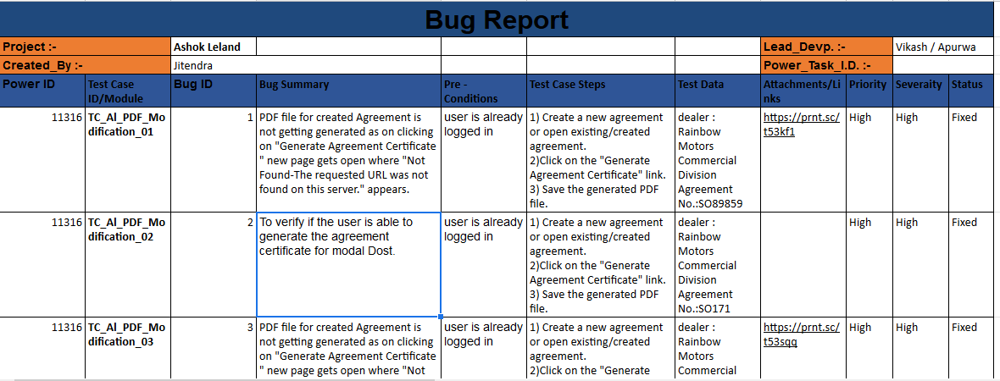 Bug Report
Project :- Ashok Leland Lead_Devp. :- Vikash / Apurwa
Created_By :- Jitendra Power_Task_I.D. :-
Power ID
Test Case
ID/Module
Bug ID
Bug Summary
Pre -
Conditions
Test Case Steps
Test Data
Attachments/Li
nks
Priority
Severaity
Status
11316
TC_Al_PDF_Mo
dification_01
1
PDF file for created Agreement is
not getting generated as on clicking
on "Generate Agreement Certificate
" new page gets open where "Not
Found-The requested URL was not
found on this server." appears.
user is already
logged in
1) Create a new agreement
or open existing/created
agreement.
2)Click on the "Generate
Agreement Certificate" link.
3) Save the generated PDF
file.
dealer :
Rainbow
Motors
Commercial
Division
Agreement
No.:SO89859
https://prnt.sc/
t53kf1
High
High
Fixed
11316
TC_Al_PDF_Mo
dification_02
2
To verify if the user is able to
generate the agreement
certificate for modal Dost.
user is already
logged in
1) Create a new agreement
or open existing/created
agreement.
2)Click on the "Generate
Agreement Certificate" link.
3) Save the generated PDF
file.
dealer :
Rainbow
Motors
Commercial
Division
Agreement
No.:SO171
High
High
Fixed
11316
TC_Al_PDF_Mo
dification_03
3
PDF file for created Agreement is
not getting generated as on clicking
on "Generate Agreement Certificate
" new page gets open where "Not
user is already
logged in
1) Create a new agreement
or open existing/created
agreement.
2)Click on the "Generate
dealer :
Rainbow
Motors
Commercial
https://prnt.sc/
t53sqq
High
High
Fixed